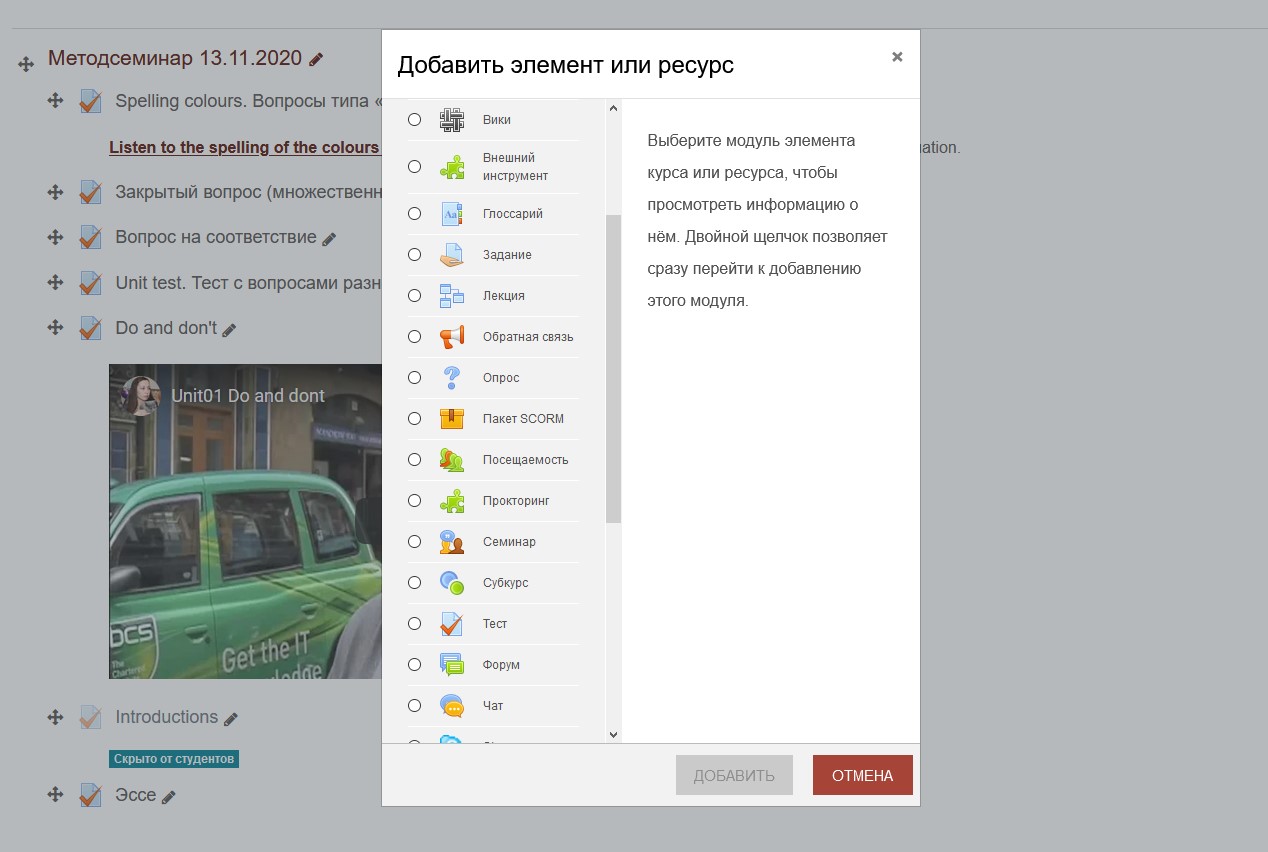 Методсеминар 13.11.2020
Добавить элемент или ресурс
×
Spelling colours. Вопросы типа «
Listen to the spelling of the colours
Закрытый вопрос (множественн
Вопрос на соответствие
Unit test. Тест с вопросами разн
Do and don't
Unit01 Do and dont
DCS
The
Chartered
Get the IT
Introductions
Скрыто от студентов
Эссе
Вики
Внешний
инструмент
Глоссарий
Задание
Лекция
Обратная связь
Опрос
Пакет SCORM
Посещаемость
Прокторинг
Семинар
Субкурс
Тест
Форум
Чат
Выберите модуль элемента
курса или ресурса, чтобы
просмотреть информацию о
нём. Двойной щелчок позволяет
сразу перейти к добавлению
этого модуля.
ДОБАВИТЬ
ОТМЕНА